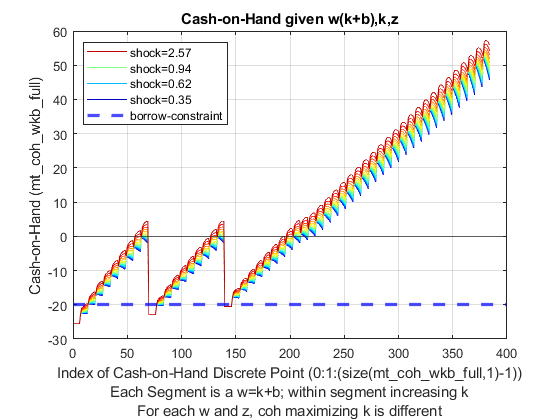 Cash-on-Hand given w(k+b),k,z
60
50
40
30
20
10
0
-10
-20
-30
Cash-on-Hand (mt_coh_wkb_full)
shock=2.57
shock=0.94
shock=0.62
shock=0.35
borrow-constraint
0 50 100 150 200 250 300 350 400
Index of Cash-on-Hand Discrete Point (0:1:(size(mt_coh_wkb_full,1)-1))
Each Segment is a w=k+b; within segment increasing k
For each w and z, coh maximizing k is different